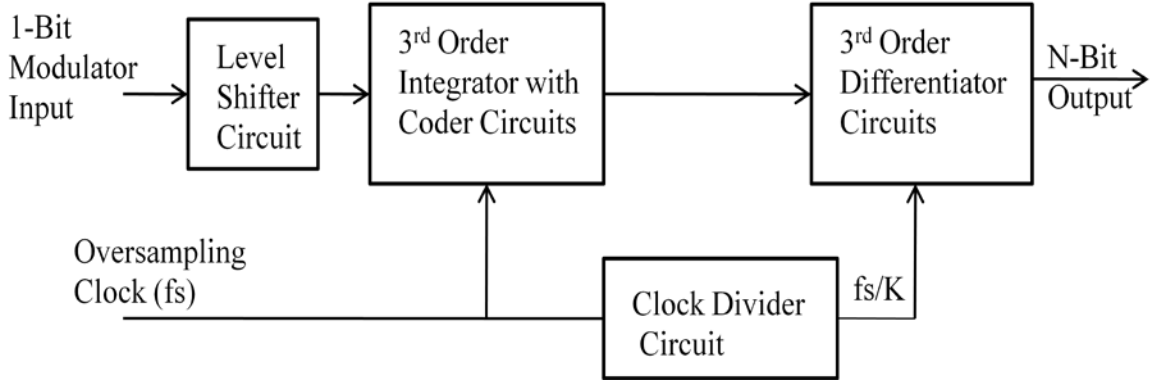 1-Bit
Modulator
Input
Level
Shifter
Circuit
3rd Order
Integrator with
Coder Circuits
3rd Order
Differentiator
Circuits
N-Bit
Output
Oversampling
Clock (fs)
Clock Divider
Circuit
fs/K